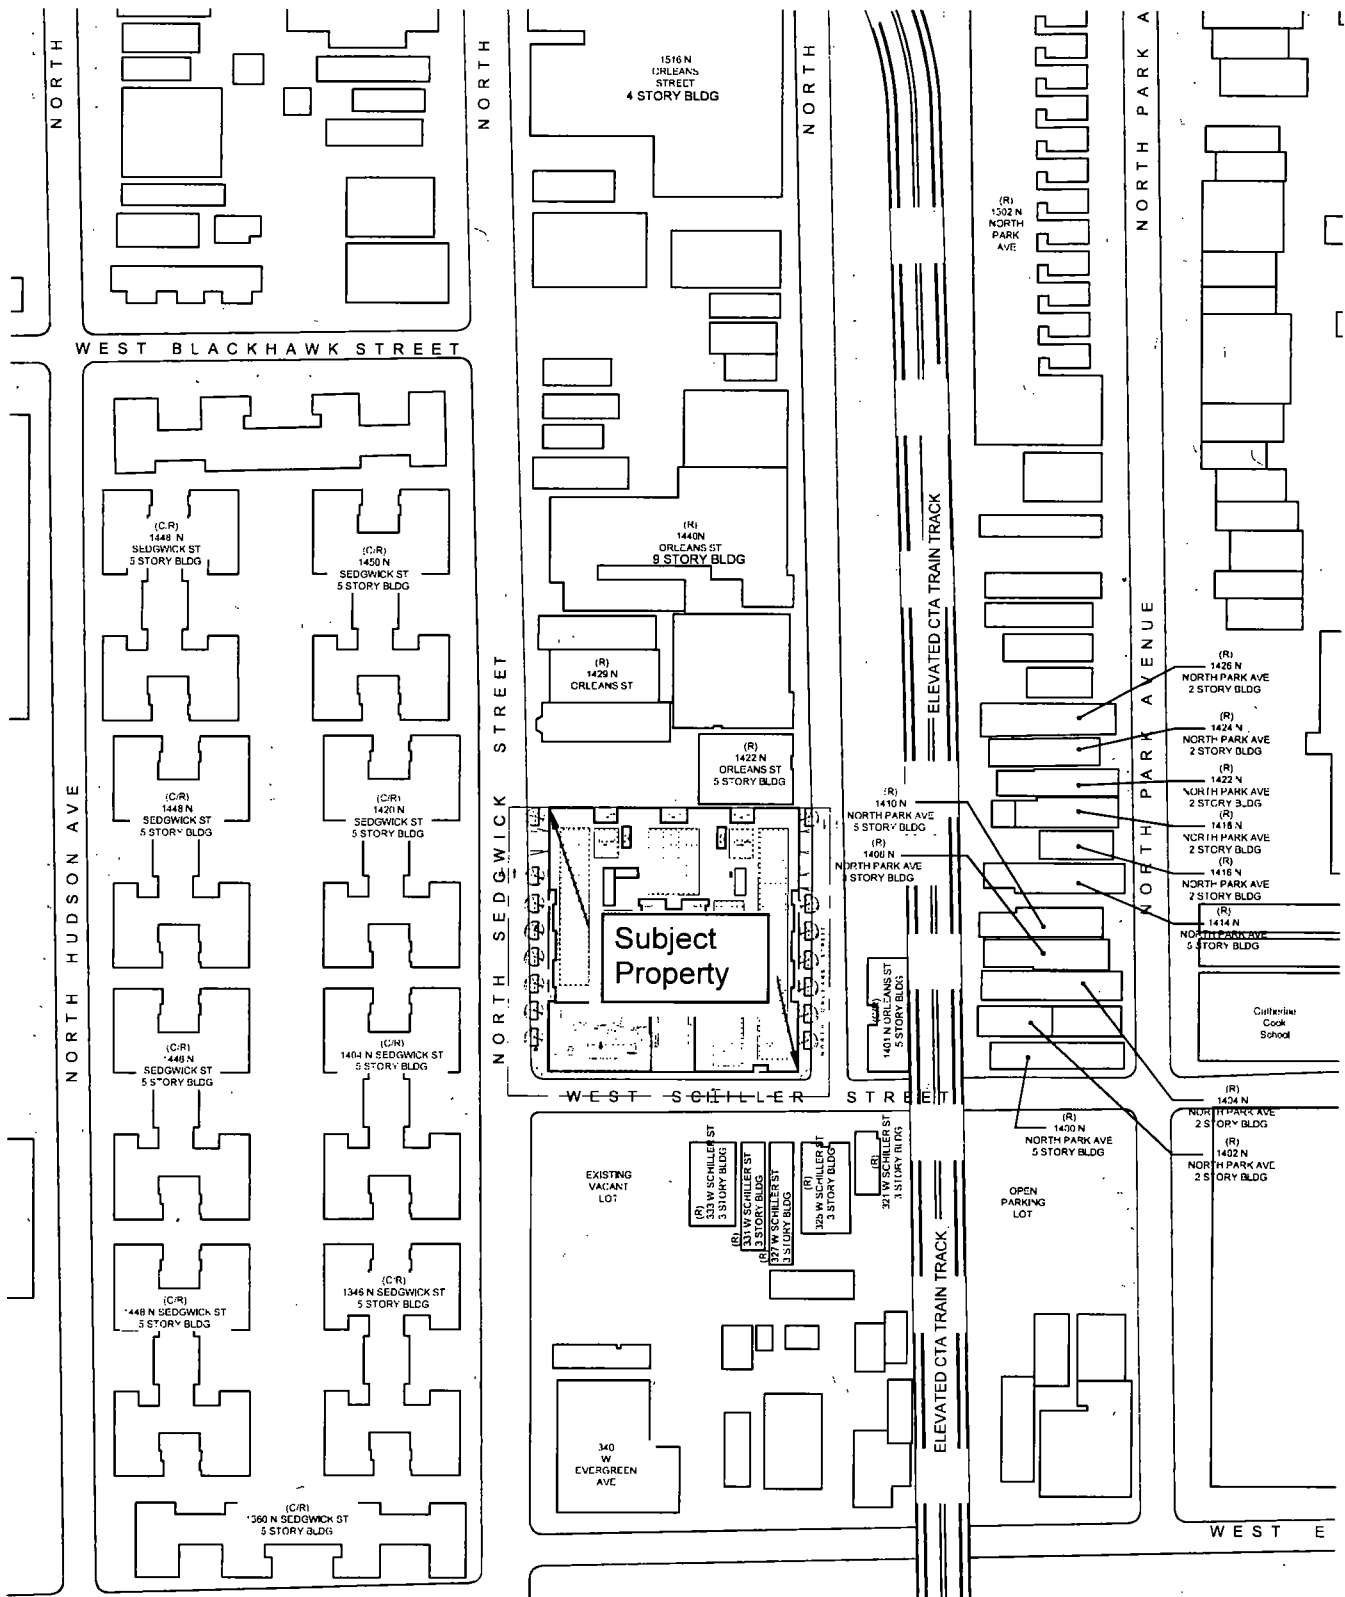 NORTH
NORTH
NORTH
NORTH PARK A
1516 N
ORLEANS
STREET
4 STORY BLDG
(R)
1502 N
NORTH
PARK
AVE
WEST BLACKHAWK STREET
(C/R)
1448 N
SEDGWICK ST
5 STORY BLDG
(C/R)
1450 N
SEDGWICK ST
5 STORY BLDG
(R)
1440N
ORLEANS ST
9 STORY BLDG
ELEVATED CTA TRAIN TRACK
(R)
1429 N
ORLEANS ST
NORTH SEDGWICK STREET
NORTH PARK AVENUE
(R)
1426 N
NORTH PARK AVE
2 STORY BLDG
(R)
1424 N
NORTH PARK AVE
2 STORY BLDG
(R)
1422 N
NORTH PARK AVE
2 STORY BLDG
(R)
1418 N
NORTH PARK AVE
2 STORY BLDG
(R)
1416 N
NORTH PARK AVE
2 STORY BLDG
(R)
1414 N
NORTH PARK AVE
5 STORY BLDG
(R)
1422 N
ORLEANS ST
5 STORY BLDG
(R)
1410 N
NORTH PARK AVE
5 STORY BLDG
(R)
1408 N
NORTH PARK AVE
STORY BLDG
NORTH HUDSON AVE
(C/R)
1448 N
SEDGWICK ST
5 STORY BLDG
(C/R)
1420 N
SEDGWICK ST
5 STORY BLDG
Subject
Property
NORTH ORLEANS STREET
(C/R)
1401 N ORLEANS ST
5 STORY BLDG
Catherine
Cook
School
(C/R)
1448 N
SEDGWICK ST
5 STORY BLDG
(C/R)
1404 N SEDGWICK ST
5 STORY BLDG
WEST SCHILLER STREET
(R)
1404 N
NORTH PARK AVE
2 STORY BLDG
(R)
1400 N
NORTH PARK AVE
5 STORY BLDG
(R)
1402 N
NORTH PARK AVE
2 STORY BLDG
EXISTING
VACANT
LOT
(R)
333 W SCHILLER ST
3 STORY BLDG
(R)
331 W SCHILLER ST
3 STORY BLDG
(R)
327 W SCHILLER ST
3 STORY BLDG
(R)
325 W SCHILLER ST
3 STORY BLDG
(R)
321 W SCHILLER ST
3 STORY BLDG
OPEN
PARKING
LOT
ELEVATED CTA TRAIN TRACK
(C/R)
1448 N SEDGWICK ST
5 STORY BLDG
(C/R)
1346 N SEDGWICK ST
5 STORY BLDG
340
W
EVERGREEN
AVE
(C/R)
1360 N SEDGWICK ST
5 STORY BLDG
WEST E